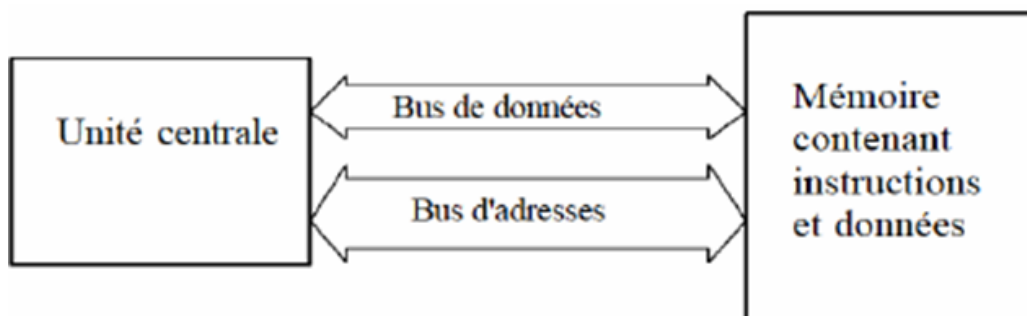 Unité centrale
Bus de données
Bus d'adresses
Mémoire
contenant
instructions
et données